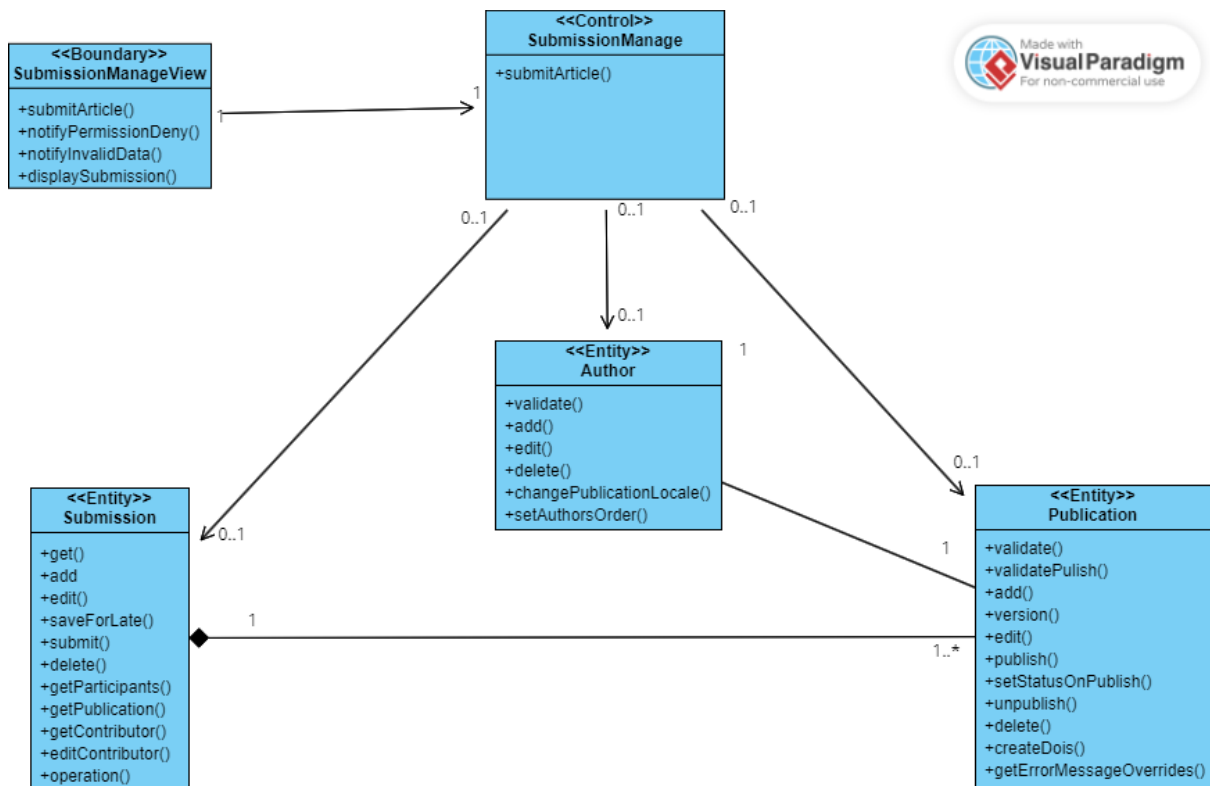 <<Boundary>>
SubmissionManageView
+submitArticle()
+notifyPermissionDeny()
+notifyInvalidData()
+displaySubmission()
1
1
<<Control>>
SubmissionManage
+submitArticle()
Made with
Visual Paradigm
For non-commercial use
0..1
0..1
0..1
0..1
0..1
0..1
<<Entity>>
Author
+validate()
+add()
+edit()
+delete()
+changePublicationLocale()
+setAuthorsOrder()
1
1
<<Entity>>
Submission
+get()
+add
+edit()
+saveForLate()
+submit()
+delete()
+getParticipants()
+getPublication()
+getContributor()
+editContributor()
+operation()
1
1..*
<<Entity>>
Publication
+validate()
+validatePulish()
+add()
+version()
+edit()
+publish()
+setStatusOnPublish()
+unpublish()
+delete()
+createDois()
+getErrorMessageOverrides()